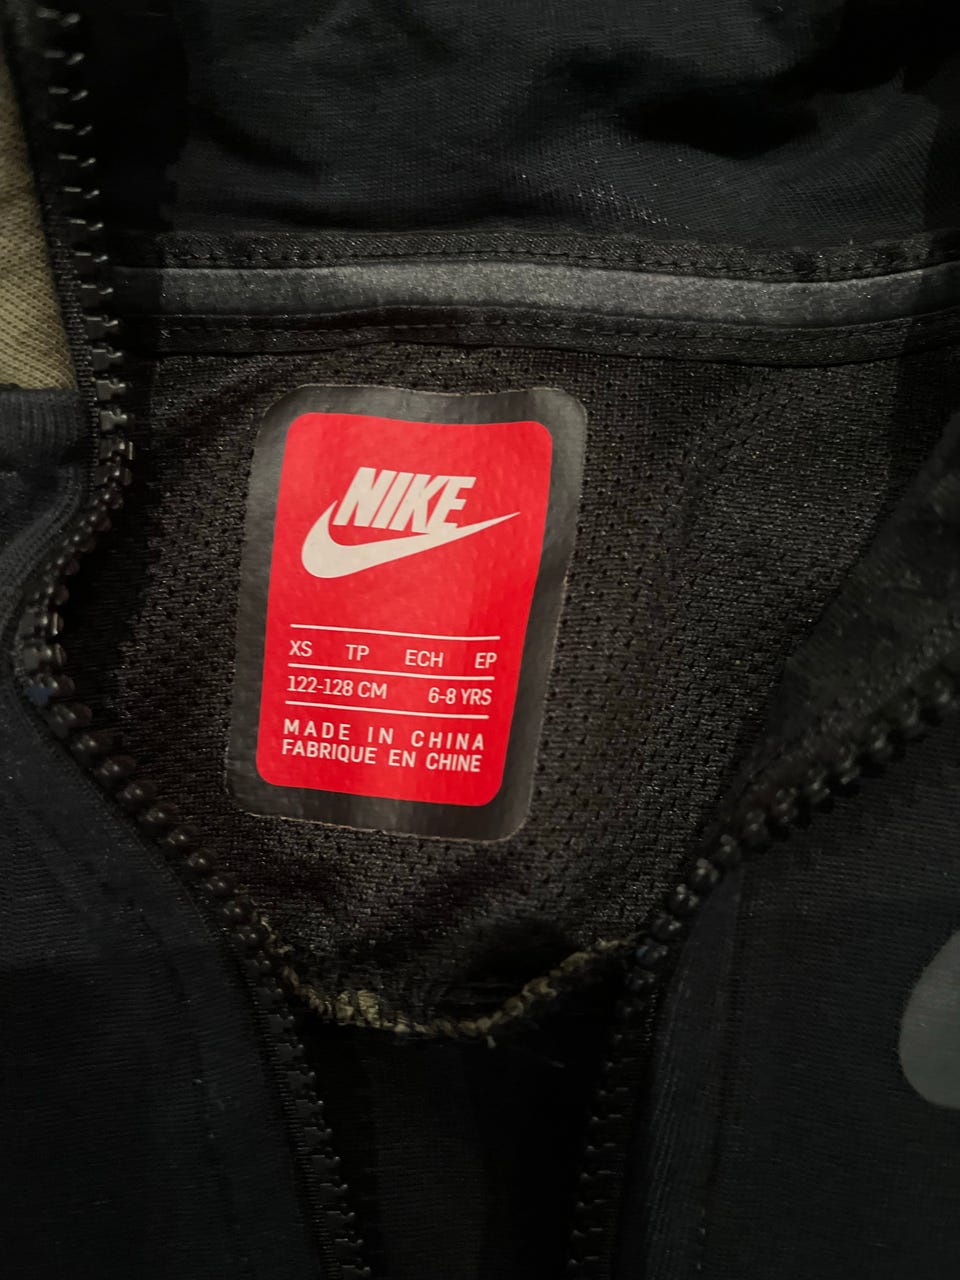 NIKE
XS TP ECH EP
122-128 CM 6-8 YRS
MADE IN CHINA
FABRIQUE EN CHINE